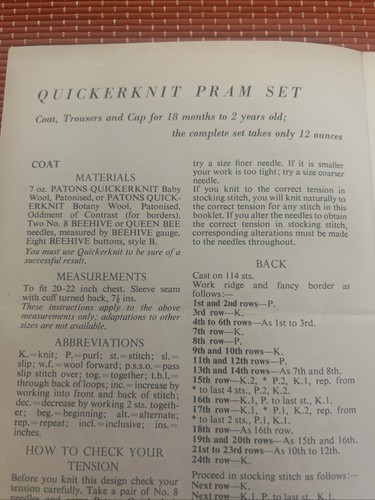 QUICKERKNIT PRAM SET
Coat, Trousers and Cap for 18 months to 2 years old;
the complete set takes only 12 ounces
COAT
MATERIALS
7 oz. PATONS QUICKERKNIT Baby
Wool, Patonised, or PATONS QUICK-
ERKNIT Botany Wool, Patonised.
Oddment of Contrast (for borders).
Two No. 8 BEEHIVE or QUEEN BEE
needles, measured by BEEHIVE gauge.
Eight BEEHIVE buttons, style B.
You must use Quickerknit to be sure of a
successful result.
MEASUREMENTS
To fit 20–22 inch chest. Sleeve seam
with cuff turned back, 7½ ins.
These instructions apply to the above
measurements only; adaptations to other
sizes are not available.
ABBREVIATIONS
K.=knit; P.=purl; st.=stitch; sl.=
slip; w.f.=wool forward; p.s.s.o.=pass
slip stitch over; tog.=together; t.b.l.=
through back of loops; inc.=increase by
working into front and back of stitch;
dec.=decrease by working 2 sts. togeth-
er; beg.=beginning; alt.=alternate;
rep.=repeat; incl.=inclusive; ins.=
inches.
HOW TO CHECK YOUR
TENSION
Before you knit this design check your
tension carefully. Take a pair of No. 8
try a size finer needle. If it is smaller
your work is too tight; try a size coarser
needle.
If you knit to the correct tension in
stocking stitch, you will knit naturally to
the correct tension for any stitch in this
booklet. If you alter the needles to obtain
the correct tension in stocking stitch,
corresponding alterations must be made
to the needles throughout.
BACK
Cast on 114 sts.
Work ridge and fancy border as
follows:—
1st and 2nd rows—P.
3rd row—K.
4th to 6th rows—As 1st to 3rd.
7th row—K.
8th row—P.
9th and 10th rows—K.
11th and 12th rows—P.
13th and 14th rows—As 7th and 8th.
15th row—K.2, * P.2, K.1, rep. from
* to last 4 sts., P.2, K.2.
16th row—K.1, P. to last st., K.1.
17th row—K.1, * P.1, K.2, rep. from
* to last 2 sts., P.1, K.1.
18th row—As 16th row.
19th and 20th rows—As 15th and 16th.
21st to 23rd rows—As 10th to 12th.
24th row—K.
Proceed in stocking stitch as follows:—
Next row—K.
Next row—K.1, P. to last st., K.1.